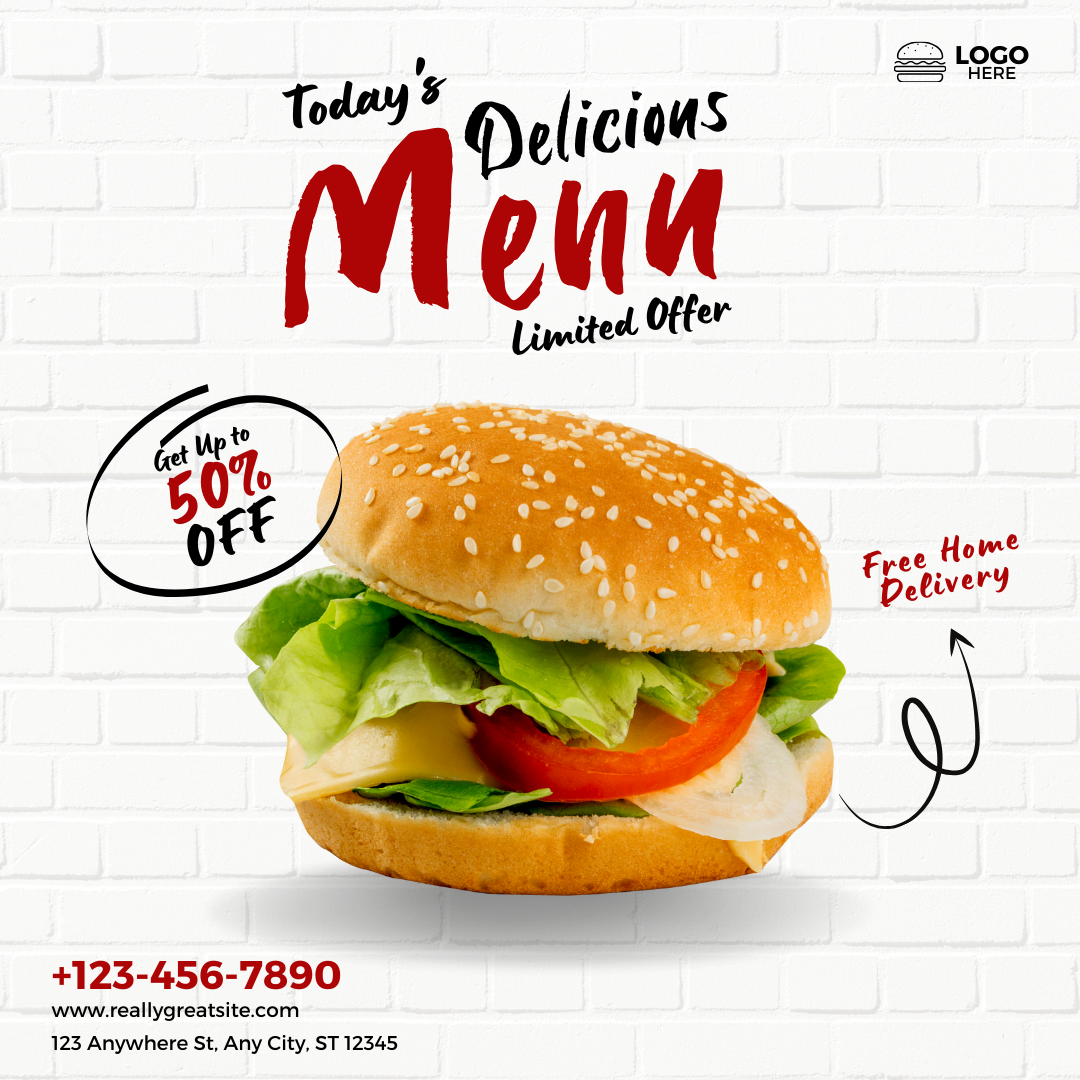 LOGO
HERE
Today's
Delicious
Menu
Limited Offer
Get Up to
50%
OFF
Free Home
Delivery
+123-456-7890
www.reallygreatsite.com
123 Anywhere St, Any City, ST 12345